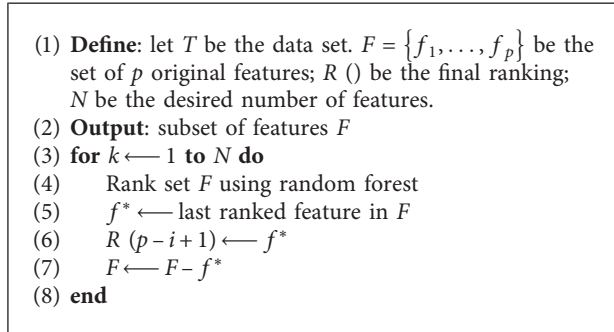 (1) Define: let T be the data set. F = {f₁, . . . , fₚ} be the
set of p original features; R () be the final ranking;
N be the desired number of features.
(2) Output: subset of features F
(3) for k ⟵ 1 to N do
(4) Rank set F using random forest
(5) f* ⟵ last ranked feature in F
(6) R (p – i + 1) ⟵ f*
(7) F ⟵ F – f*
(8) end